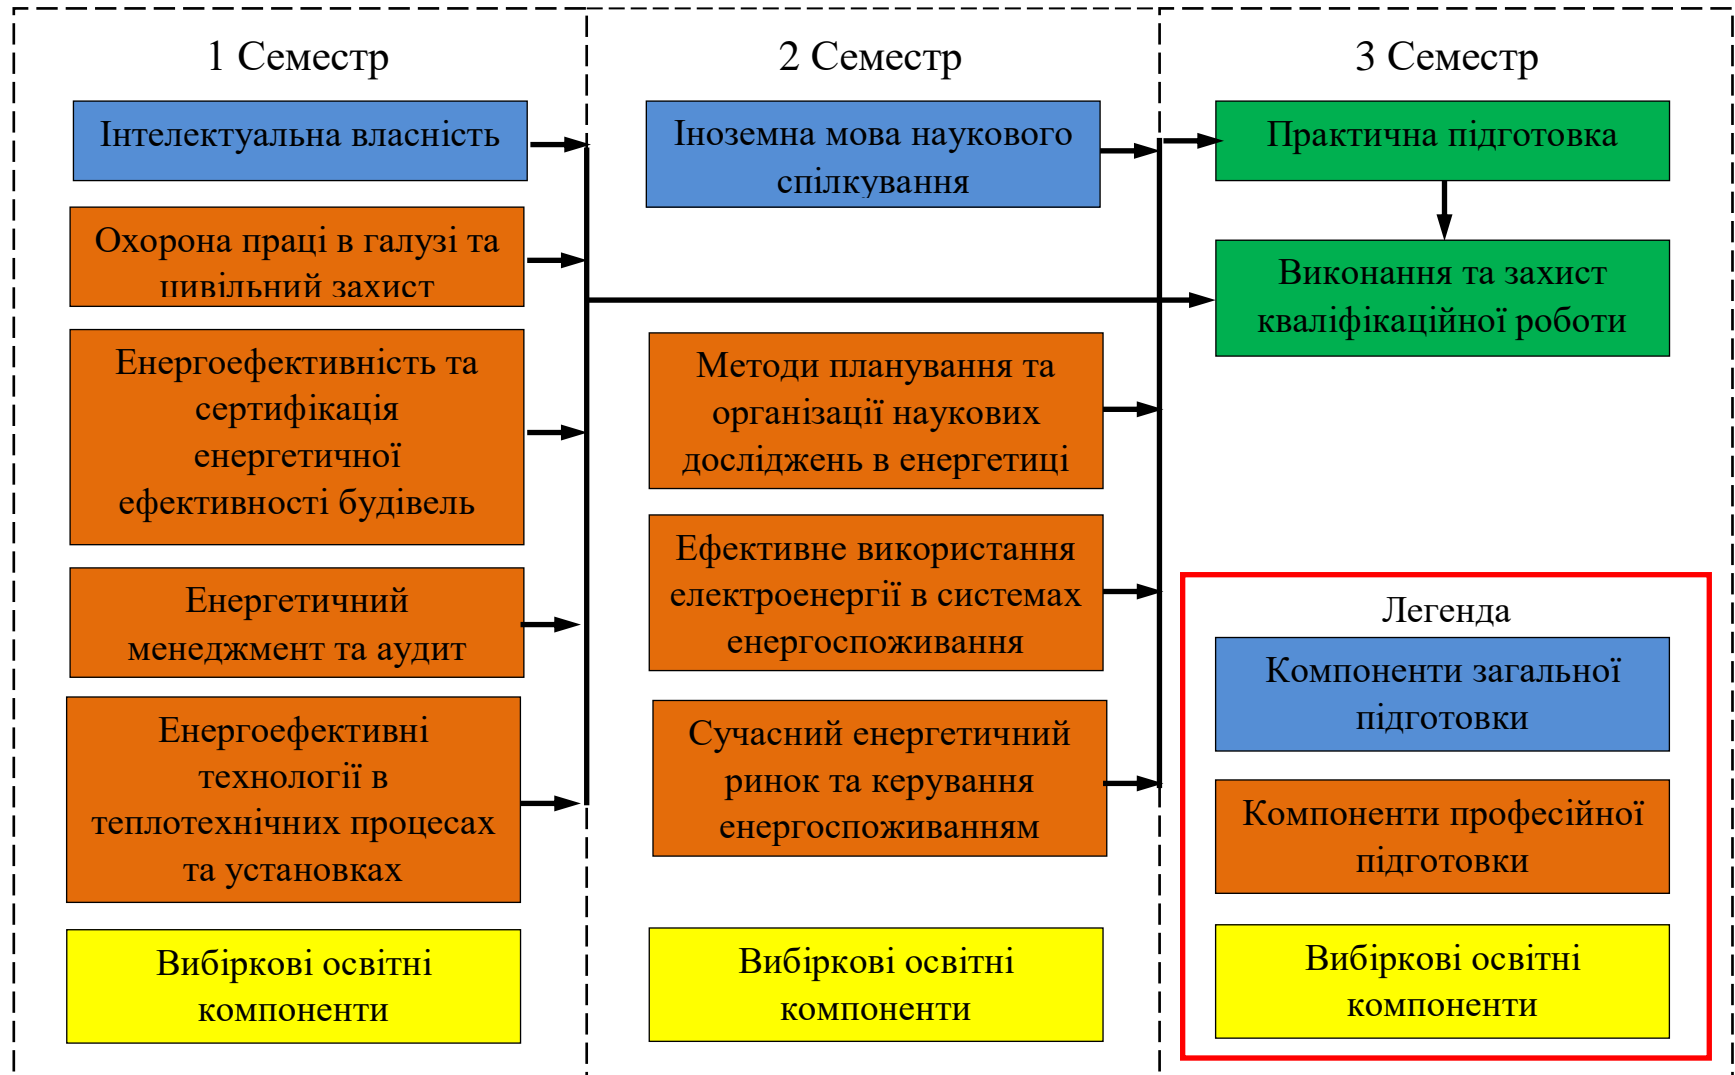 1 Семестр
Інтелектуальна власність
Охорона праці в галузі та
цивільний захист
Енергоефективність та
сертифікація
енергетичної
ефективності будівель
Енергетичний
менеджмент та аудит
Енергоефективні
технології в
теплотехнічних процесах
та установках
Вибіркові освітні
компоненти
2 Семестр
Іноземна мова наукового
спілкування
Методи планування та
організації наукових
досліджень в енергетиці
Ефективне використання
електроенергії в системах
енергоспоживання
Сучасний енергетичний
ринок та керування
енергоспоживанням
Вибіркові освітні
компоненти
3 Семестр
Практична підготовка
Виконання та захист
кваліфікаційної роботи
Легенда
Компоненти загальної
підготовки
Компоненти професійної
підготовки
Вибіркові освітні
компоненти